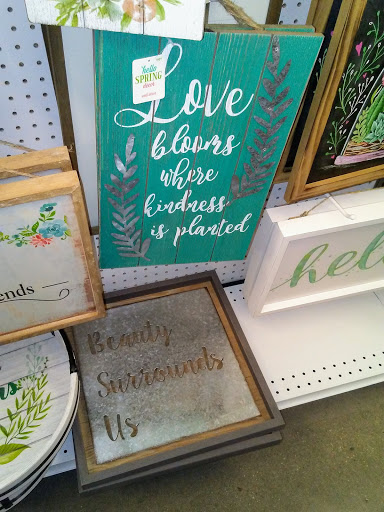 hello
SPRING
decor
Love
blooms
where
kindness
is planted
ends
hel
Beauty
Surrounds
Us